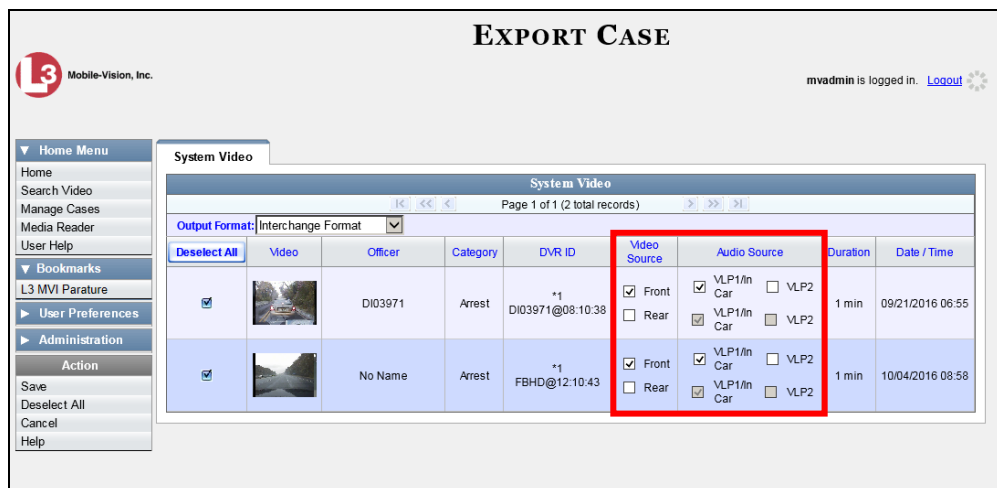 EXPORT CASE
L3 Mobile-Vision, Inc.
mvadmin is logged in. Logout
▼ Home Menu
Home
Search Video
Manage Cases
Media Reader
User Help
▼ Bookmarks
L3 MVI Parature
▶ User Preferences
▶ Administration
Action
Save
Deselect All
Cancel
Help
System Video
System Video
Page 1 of 1 (2 total records)
Output Format: Interchange Format
Deselect All Video Officer Category DVR ID Video Source Audio Source Duration Date / Time
DI03971 Arrest *1 DI03971@08:10:38 1 min 09/21/2016 06:55
Front VLP1/In Car VLP2
Rear VLP1/In Car VLP2
No Name Arrest *1 FBHD@12:10:43 1 min 10/04/2016 08:58
Front VLP1/In Car VLP2
Rear VLP1/In Car VLP2